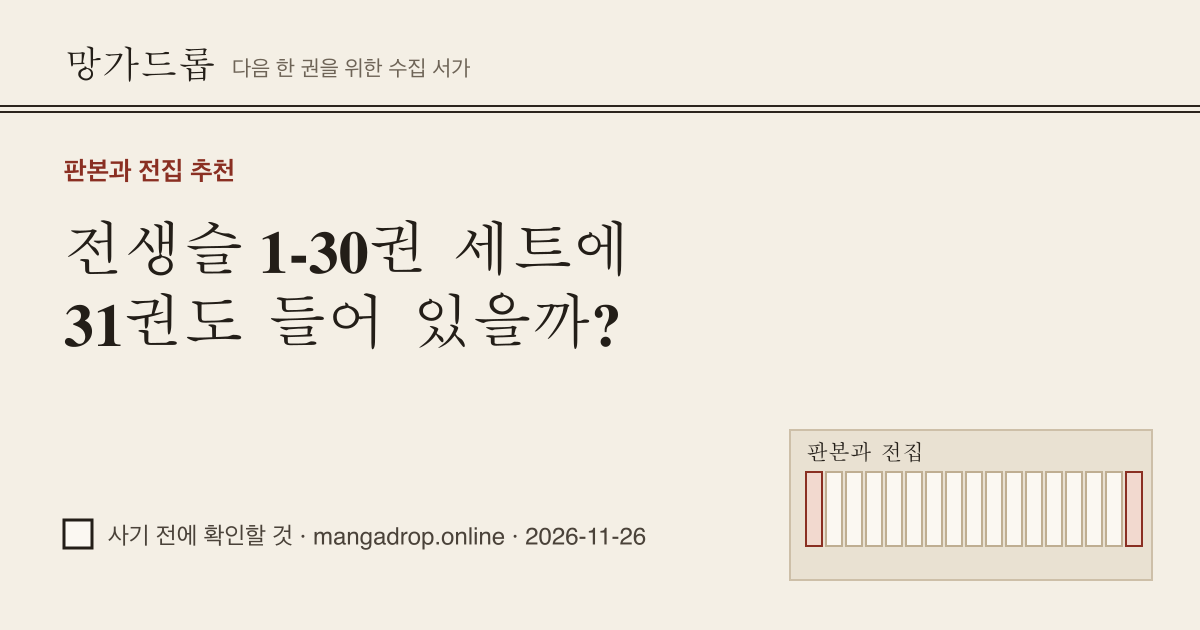 망가드롭 다음 한 권을 위한 수집 서가
판본과 전집 추천
전생슬 1-30권 세트에
31권도 들어 있을까?
판본과 전집
사기 전에 확인할 것 · mangadrop.online · 2026-11-26